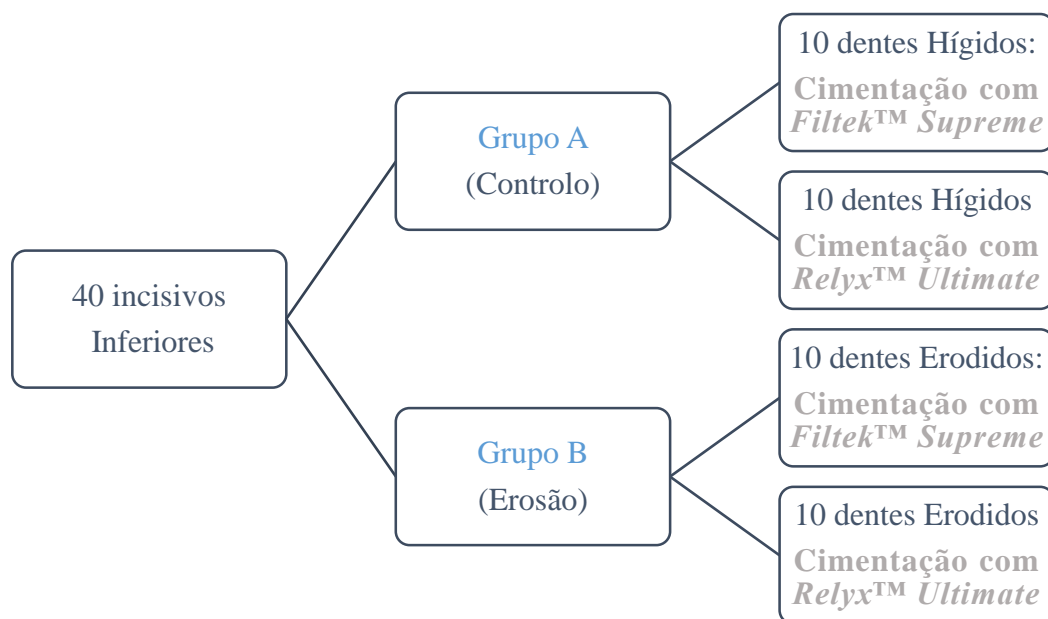 40 incisivos
Inferiores
Grupo A
(Controlo)
10 dentes Hígidos:
Cimentação com
Filtek™ Supreme
10 dentes Hígidos
Cimentação com
Relyx™ Ultimate
Grupo B
(Erosão)
10 dentes Erodidos:
Cimentação com
Filtek™ Supreme
10 dentes Erodidos
Cimentação com
Relyx™ Ultimate